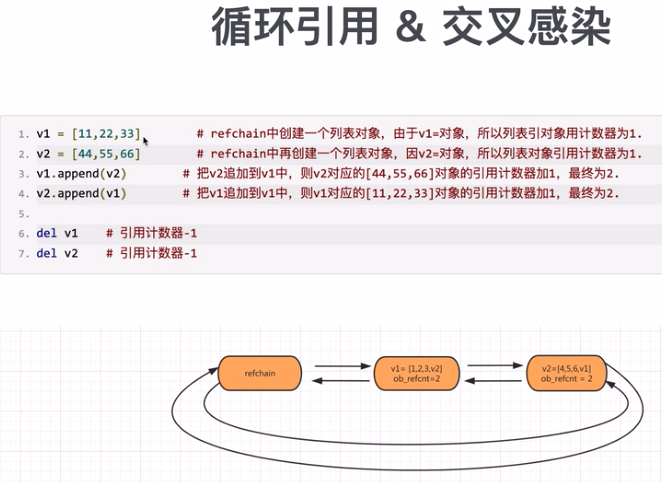 循环引用 & 交叉感染
1. v1 = [11,22,33] # refchain中创建一个列表对象，由于v1=对象，所以列表引对象用计数器为1.
2. v2 = [44,55,66] # refchain中再创建一个列表对象，因v2=对象，所以列表对象引用计数器为1.
3. v1.append(v2) # 把v2追加到v1中，则v2对应的[44,55,66]对象的引用计数器加1，最终为2.
4. v2.append(v1) # 把v1追加到v2中，则v1对应的[11,22,33]对象的引用计数器加1，最终为2.
5.
6. del v1 # 引用计数器-1
7. del v2 # 引用计数器-1
refchain
v1= [1,2,3,v2]
ob_refcnt=2
v2=[4,5,6,v1]
ob_refcnt = 2